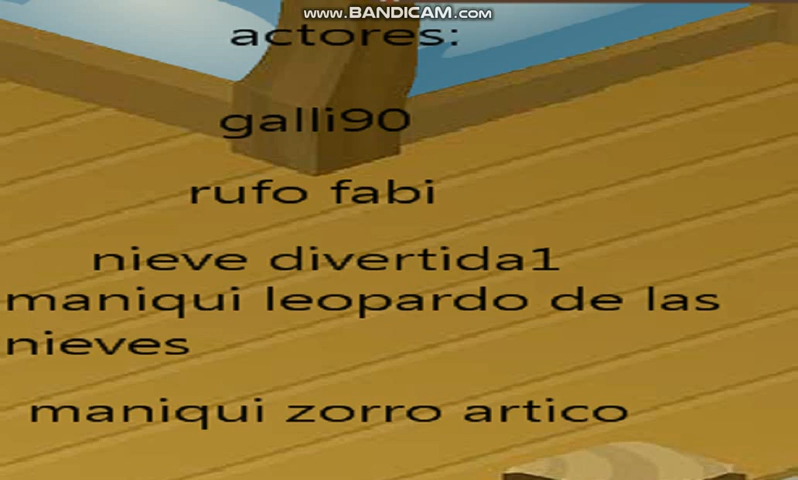 www.BANDICAM.com
actores:
galli90
rufo fabi
nieve divertida1
maniqui leopardo de las
nieves
maniqui zorro artico